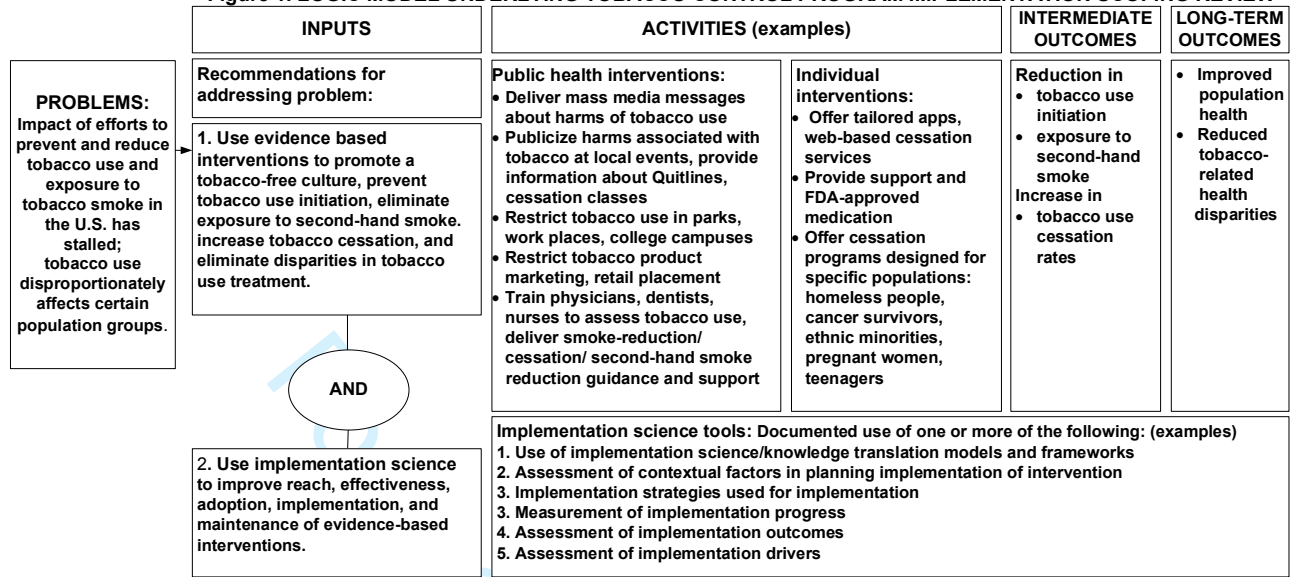 Figure 1. LOGIC MODEL UNDERLYING TOBACCO CONTROL PROGRAM IMPLEMENTATION SCOPING REVIEW
PROBLEMS:
Impact of efforts to
prevent and reduce
tobacco use and
exposure to
tobacco smoke in
the U.S. has
stalled;
tobacco use
disproportionately
affects certain
population groups.
INPUTS
Recommendations for
addressing problem:
1. Use evidence based
interventions to promote a
tobacco-free culture, prevent
tobacco use initiation, eliminate
exposure to second-hand smoke.
increase tobacco cessation, and
eliminate disparities in tobacco
use treatment.
AND
2. Use implementation science
to improve reach, effectiveness,
adoption, implementation, and
maintenance of evidence-based
interventions.
ACTIVITIES (examples)
Public health interventions:
• Deliver mass media messages
about harms of tobacco use
• Publicize harms associated with
tobacco at local events, provide
information about Quitlines,
cessation classes
• Restrict tobacco use in parks,
work places, college campuses
• Restrict tobacco product
marketing, retail placement
• Train physicians, dentists,
nurses to assess tobacco use,
deliver smoke-reduction/
cessation/ second-hand smoke
reduction guidance and support
Individual
interventions:
• Offer tailored apps,
web-based cessation
services
• Provide support and
FDA-approved
medication
• Offer cessation
programs designed for
specific populations:
homeless people,
cancer survivors,
ethnic minorities,
pregnant women,
teenagers
INTERMEDIATE
OUTCOMES
Reduction in
• tobacco use
initiation
• exposure to
second-hand
smoke
Increase in
• tobacco use
cessation
rates
LONG-TERM
OUTCOMES
• Improved
population
health
• Reduced
tobacco-
related
health
disparities
Implementation science tools: Documented use of one or more of the following: (examples)
1. Use of implementation science/knowledge translation models and frameworks
2. Assessment of contextual factors in planning implementation of intervention
3. Implementation strategies used for implementation
3. Measurement of implementation progress
4. Assessment of implementation outcomes
5. Assessment of implementation drivers